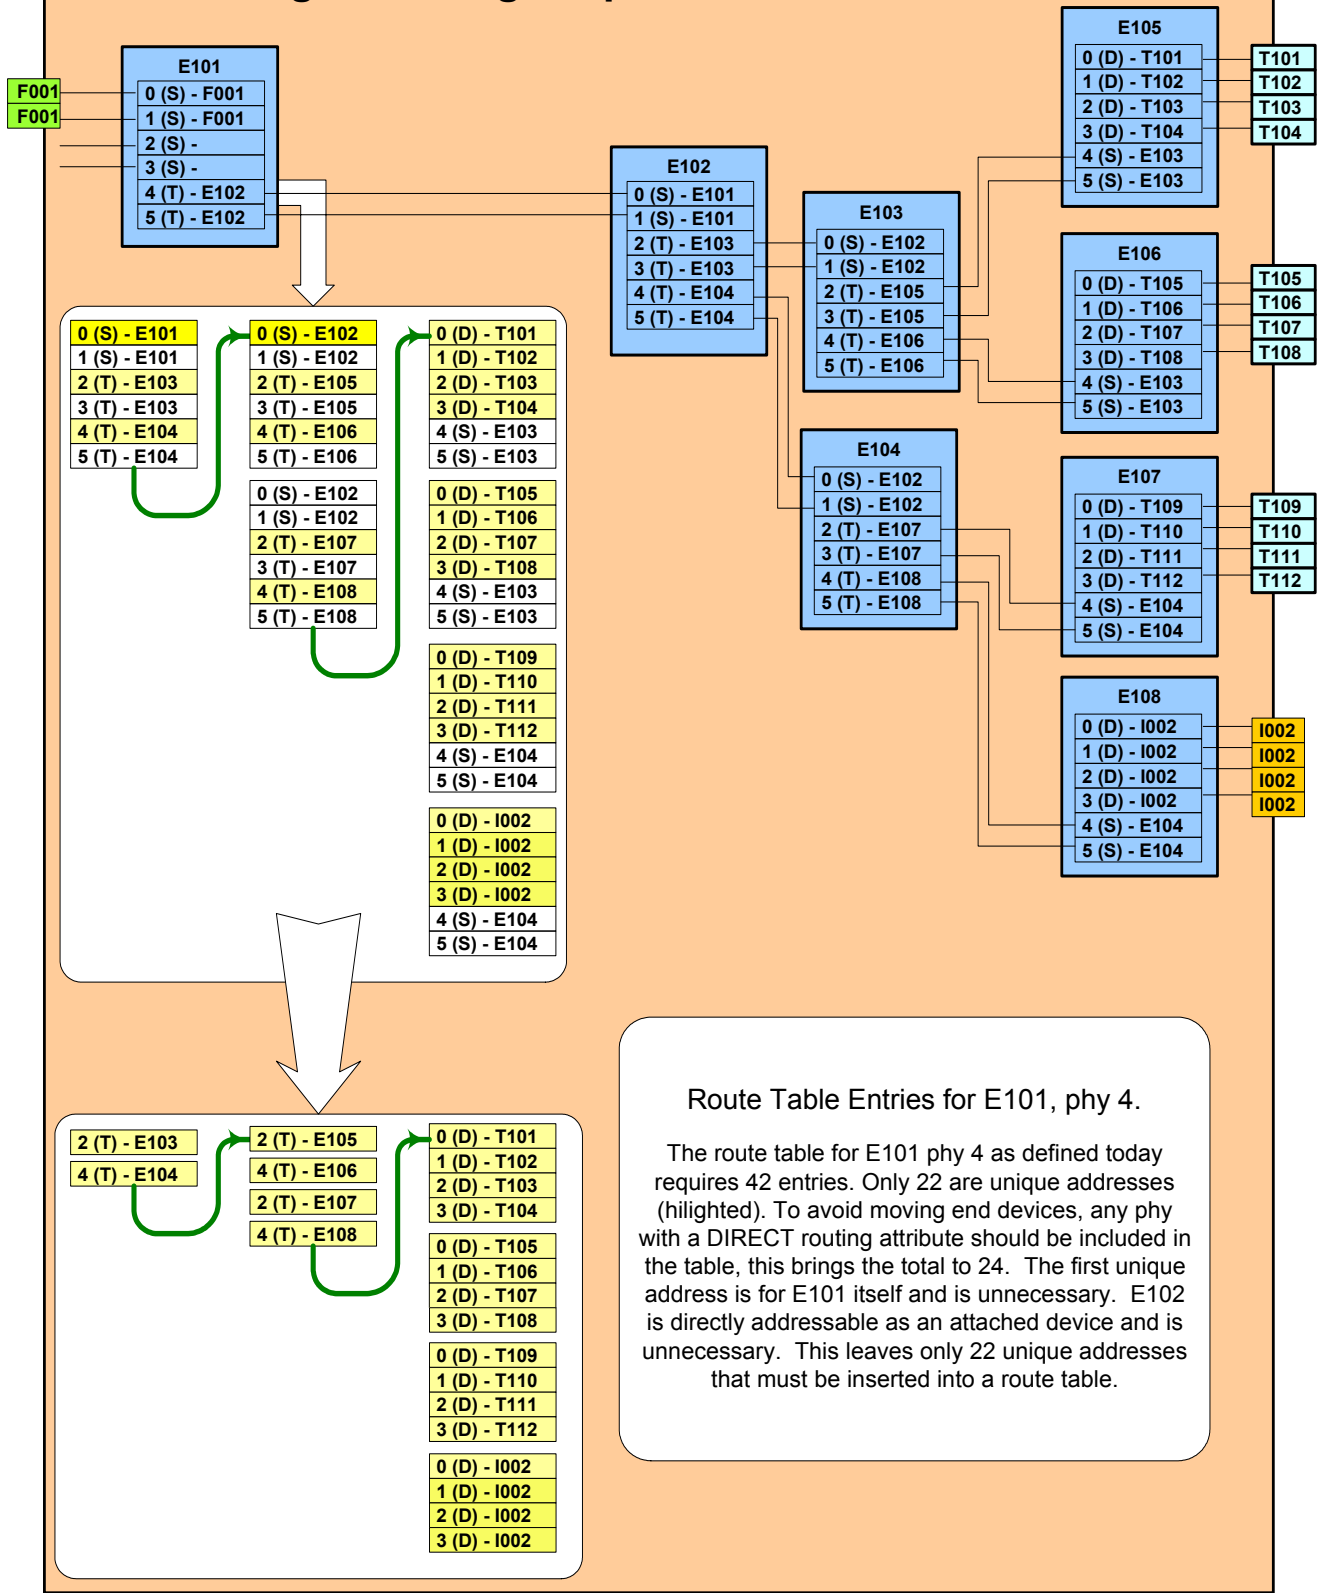 E101
0 (S) - F001
1 (S) - F001
2 (S) -
3 (S) -
4 (T) - E102
5 (T) - E102
F001
F001
E102
0 (S) - E101
1 (S) - E101
2 (T) - E103
3 (T) - E103
4 (T) - E104
5 (T) - E104
E103
0 (S) - E102
1 (S) - E102
2 (T) - E105
3 (T) - E105
4 (T) - E106
5 (T) - E106
E104
0 (S) - E102
1 (S) - E102
2 (T) - E107
3 (T) - E107
4 (T) - E108
5 (T) - E108
E105
0 (D) - T101
1 (D) - T102
2 (D) - T103
3 (D) - T104
4 (S) - E103
5 (S) - E103
T101
T102
T103
T104
E106
0 (D) - T105
1 (D) - T106
2 (D) - T107
3 (D) - T108
4 (S) - E103
5 (S) - E103
T105
T106
T107
T108
E107
0 (D) - T109
1 (D) - T110
2 (D) - T111
3 (D) - T112
4 (S) - E104
5 (S) - E104
T109
T110
T111
T112
E108
0 (D) - I002
1 (D) - I002
2 (D) - I002
3 (D) - I002
4 (S) - E104
5 (S) - E104
I002
I002
I002
I002
0 (S) - E101
1 (S) - E101
2 (T) - E103
3 (T) - E103
4 (T) - E104
5 (T) - E104
0 (S) - E102
1 (S) - E102
2 (T) - E105
3 (T) - E105
4 (T) - E106
5 (T) - E106
0 (S) - E102
1 (S) - E102
2 (T) - E107
3 (T) - E107
4 (T) - E108
5 (T) - E108
0 (D) - T101
1 (D) - T102
2 (D) - T103
3 (D) - T104
4 (S) - E103
5 (S) - E103
0 (D) - T105
1 (D) - T106
2 (D) - T107
3 (D) - T108
4 (S) - E103
5 (S) - E103
0 (D) - T109
1 (D) - T110
2 (D) - T111
3 (D) - T112
4 (S) - E104
5 (S) - E104
0 (D) - I002
1 (D) - I002
2 (D) - I002
3 (D) - I002
4 (S) - E104
5 (S) - E104
2 (T) - E103
4 (T) - E104
2 (T) - E105
4 (T) - E106
2 (T) - E107
4 (T) - E108
0 (D) - T101
1 (D) - T102
2 (D) - T103
3 (D) - T104
0 (D) - T105
1 (D) - T106
2 (D) - T107
3 (D) - T108
0 (D) - T109
1 (D) - T110
2 (D) - T111
3 (D) - T112
0 (D) - I002
1 (D) - I002
2 (D) - I002
3 (D) - I002
Route Table Entries for E101, phy 4.
The route table for E101 phy 4 as defined today
requires 42 entries. Only 22 are unique addresses
(hilighted). To avoid moving end devices, any phy
with a DIRECT routing attribute should be included in
the table, this brings the total to 24. The first unique
address is for E101 itself and is unnecessary. E102
is directly addressable as an attached device and is
unnecessary. This leaves only 22 unique addresses
that must be inserted into a route table.